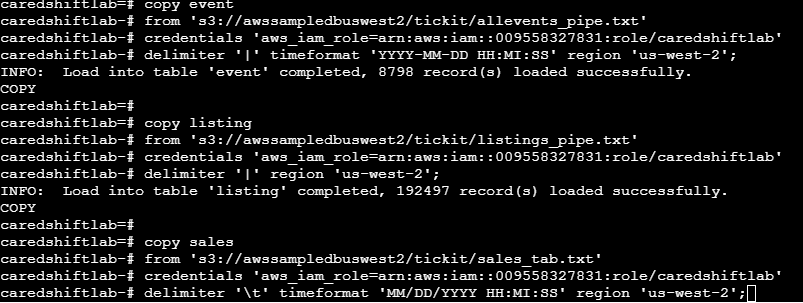 caredshiftlab=# copy event
caredshiftlab-# from 's3://awssampledbuswest2/tickit/allevents_pipe.txt'
caredshiftlab-# credentials 'aws_iam_role=arn:aws:iam::009558327831:role/caredshiftlab'
caredshiftlab-# delimiter '|' timeformat 'YYYY-MM-DD HH:MI:SS' region 'us-west-2';
INFO:  Load into table 'event' completed, 8798 record(s) loaded successfully.
COPY
caredshiftlab=#
caredshiftlab=# copy listing
caredshiftlab-# from 's3://awssampledbuswest2/tickit/listings_pipe.txt'
caredshiftlab-# credentials 'aws_iam_role=arn:aws:iam::009558327831:role/caredshiftlab'
caredshiftlab-# delimiter '|' region 'us-west-2';
INFO:  Load into table 'listing' completed, 192497 record(s) loaded successfully.
COPY
caredshiftlab=#
caredshiftlab=# copy sales
caredshiftlab-# from 's3://awssampledbuswest2/tickit/sales_tab.txt'
caredshiftlab-# credentials 'aws_iam_role=arn:aws:iam::009558327831:role/caredshiftlab'
caredshiftlab-# delimiter '\t' timeformat 'MM/DD/YYYY HH:MI:SS' region 'us-west-2';